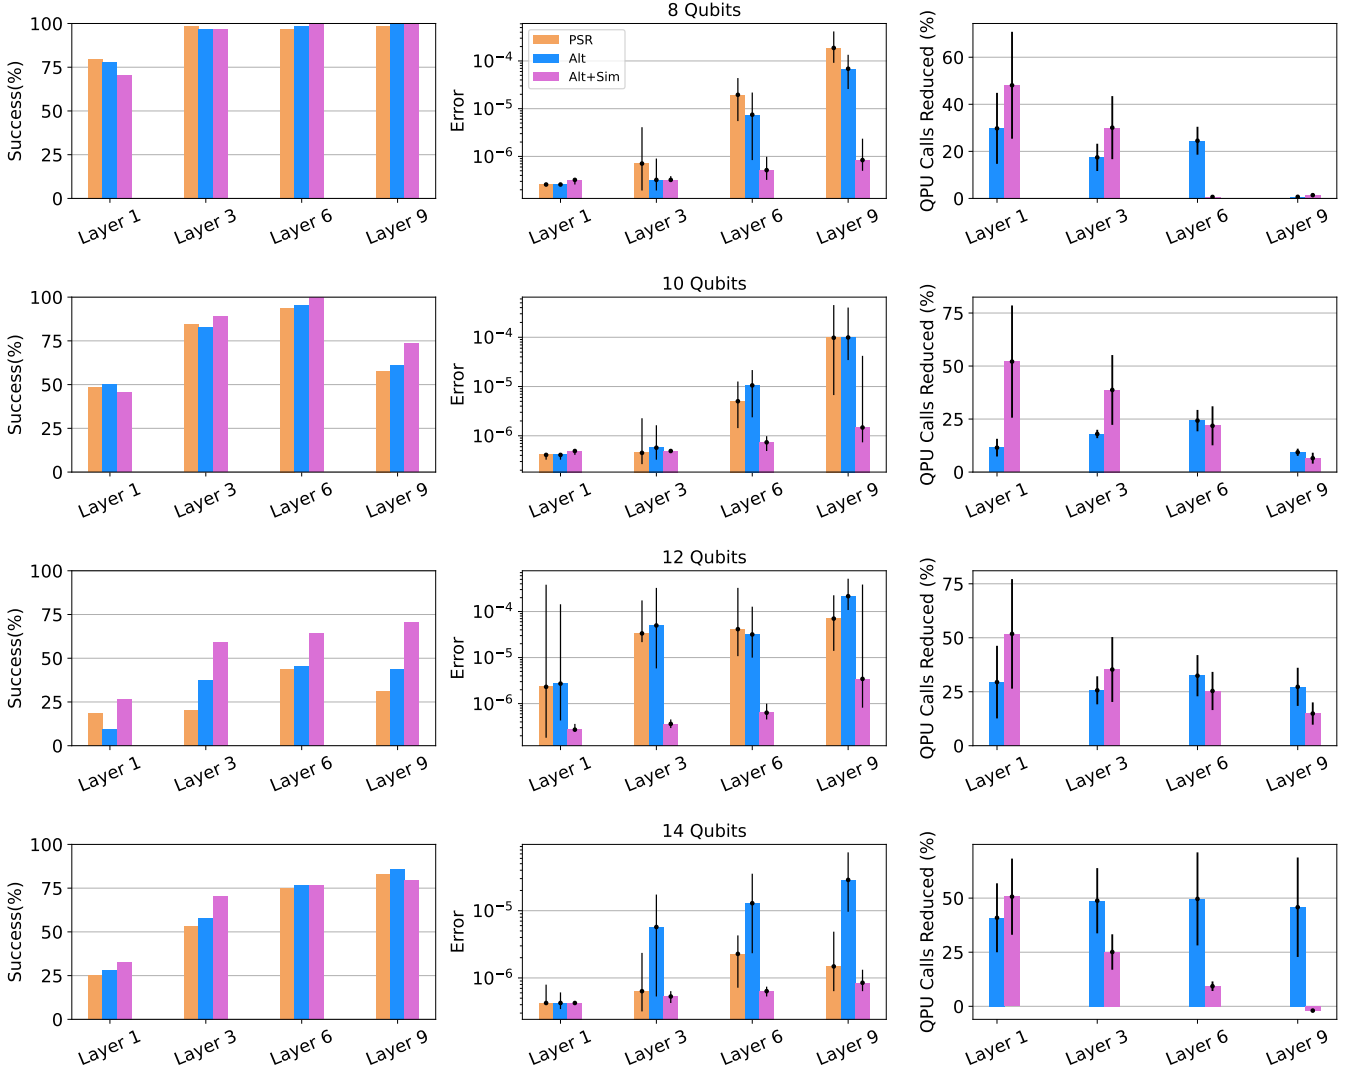 8 Qubits
Success(%)
100
75
50
25
0
Layer 1
Layer 3
Layer 6
Layer 9
Error
10⁻⁴
10⁻⁵
10⁻⁶
PSR
Alt
Alt+Sim
Layer 1
Layer 3
Layer 6
Layer 9
QPU Calls Reduced (%)
60
40
20
0
Layer 1
Layer 3
Layer 6
Layer 9
10 Qubits
Success(%)
100
75
50
25
0
Layer 1
Layer 3
Layer 6
Layer 9
Error
10⁻⁴
10⁻⁵
10⁻⁶
Layer 1
Layer 3
Layer 6
Layer 9
QPU Calls Reduced (%)
75
50
25
0
Layer 1
Layer 3
Layer 6
Layer 9
12 Qubits
Success(%)
100
75
50
25
0
Layer 1
Layer 3
Layer 6
Layer 9
Error
10⁻⁴
10⁻⁵
10⁻⁶
Layer 1
Layer 3
Layer 6
Layer 9
QPU Calls Reduced (%)
75
50
25
0
Layer 1
Layer 3
Layer 6
Layer 9
14 Qubits
Success(%)
100
75
50
25
0
Layer 1
Layer 3
Layer 6
Layer 9
Error
10⁻⁵
10⁻⁶
Layer 1
Layer 3
Layer 6
Layer 9
QPU Calls Reduced (%)
50
25
0
Layer 1
Layer 3
Layer 6
Layer 9